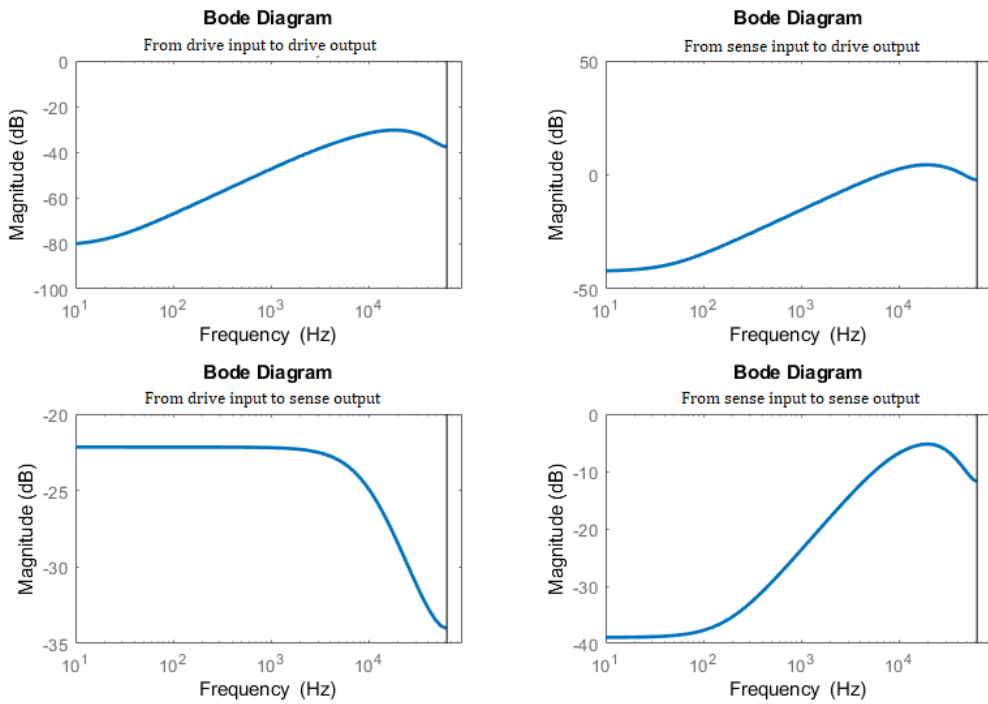 Bode Diagram
From drive input to drive output
Magnitude (dB)
0
-20
-40
-60
-80
-100
10^1
10^2
10^3
10^4
Frequency (Hz)
Bode Diagram
From sense input to drive output
Magnitude (dB)
50
0
-50
10^1
10^2
10^3
10^4
Frequency (Hz)
Bode Diagram
From drive input to sense output
Magnitude (dB)
-20
-25
-30
-35
10^1
10^2
10^3
10^4
Frequency (Hz)
Bode Diagram
From sense input to sense output
Magnitude (dB)
0
-10
-20
-30
-40
10^1
10^2
10^3
10^4
Frequency (Hz)